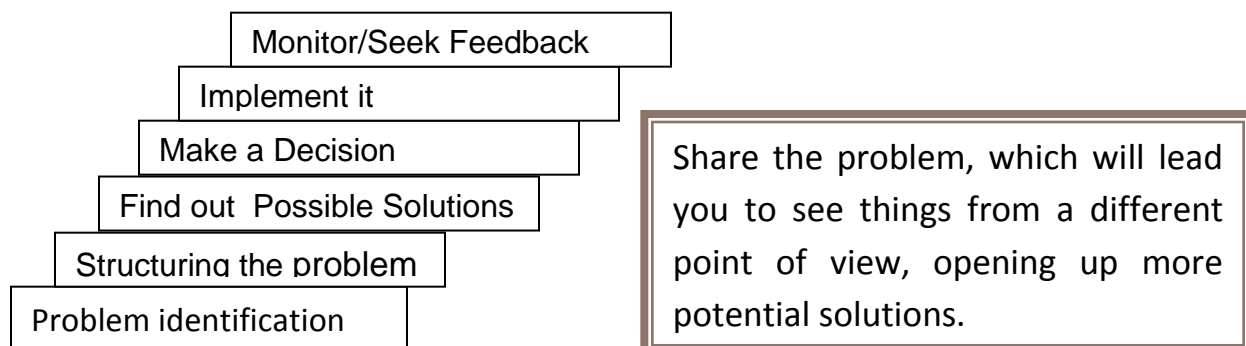 Monitor/Seek Feedback
Implement it
Make a Decision
Find out Possible Solutions
Structuring the problem
Problem identification
Share the problem, which will lead
you to see things from a different
point of view, opening up more
potential solutions.